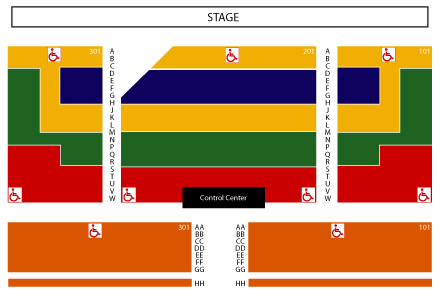 STAGE
301 201 101
A A
B B
C C
D D
E E
F F
G G
H H
J J
K K
L L
M M
N N
P P
Q Q
R R
S S
T T
U U
V V
W W
Control Center
301 AA AA 101
BB BB
CC CC
DD DD
EE EE
FF FF
GG GG
HH HH